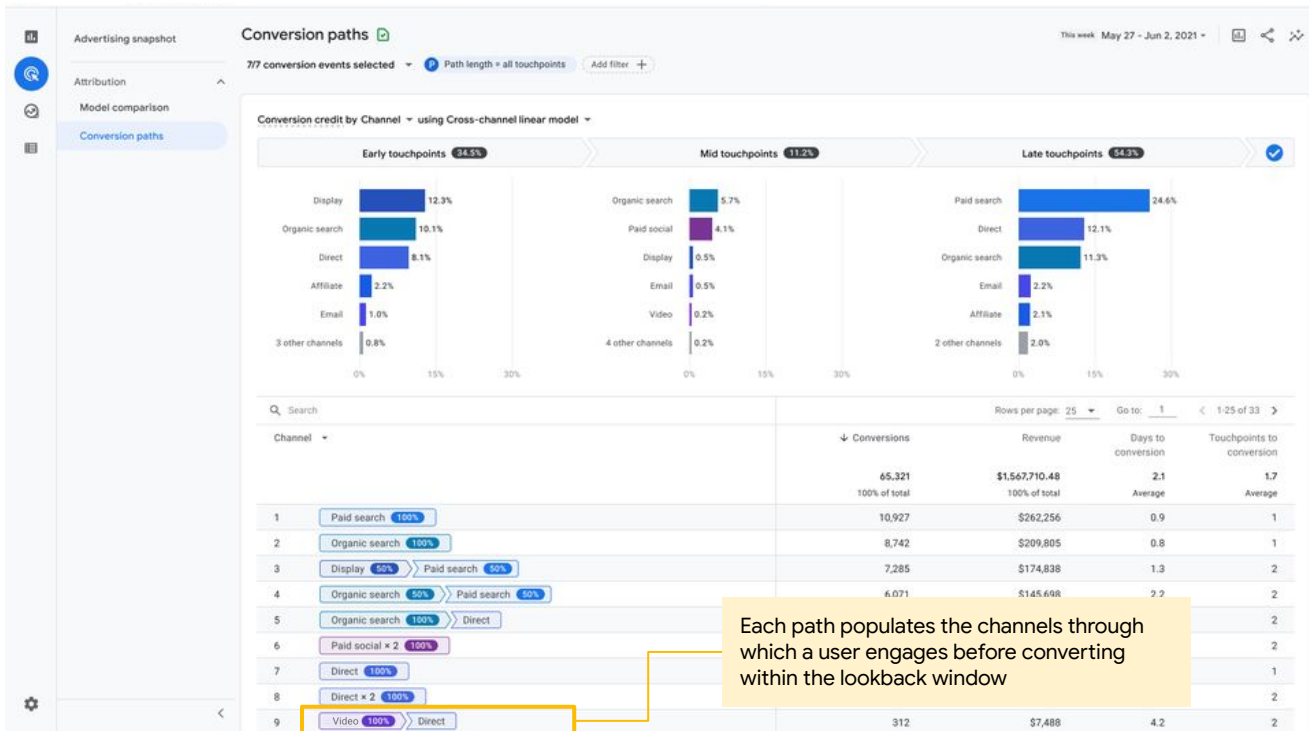 Advertising snapshot
Attribution
Model comparison
Conversion paths
Conversion paths
This week May 27 - Jun 2, 2021
7/7 conversion events selected
P Path length = all touchpoints
Add filter +
Conversion credit by Channel using Cross-channel linear model
Early touchpoints 34.5%
Mid touchpoints 11.2%
Late touchpoints 54.3%
Display 12.3%
Organic search 10.1%
Direct 8.1%
Affiliate 2.2%
Email 1.0%
3 other channels 0.8%
0% 15% 30%
Organic search 5.7%
Paid social 4.1%
Display 0.5%
Email 0.5%
Video 0.2%
4 other channels 0.2%
0% 15% 30%
Paid search 24.6%
Direct 12.1%
Organic search 11.3%
Email 2.2%
Affiliate 2.1%
2 other channels 2.0%
0% 15% 30%
Search
Rows per page: 25 Go to: 1 < 1-25 of 33 >
Channel
Conversions
Revenue
Days to
conversion
Touchpoints to
conversion
65,321 $1,567,710.48 2.1 1.7
100% of total 100% of total Average Average
1 Paid search 100% 10,927 $262,256 0.9 1
2 Organic search 100% 8,742 $209,805 0.8 1
3 Display 50% Paid search 50% 7,285 $174,838 1.3 2
4 Organic search 50% Paid search 50% 6,071 $145,698 2.2 2
5 Organic search 100% Direct 2
6 Paid social × 2 100% 2
7 Direct 100% 1
8 Direct × 2 100% 2
9 Video 100% Direct 312 $7,488 4.2 2
Each path populates the channels through
which a user engages before converting
within the lookback window